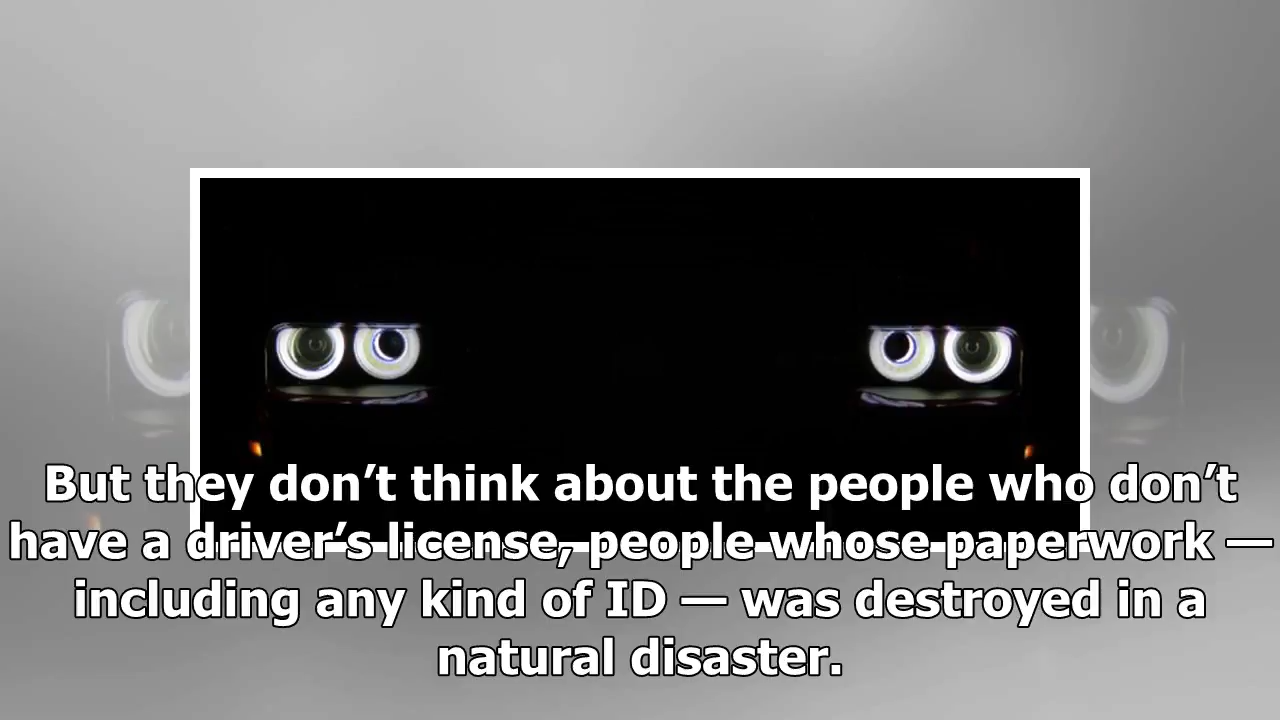 But they don’t think about the people who don’t
have a driver’s license, people whose paperwork —
including any kind of ID — was destroyed in a
natural disaster.